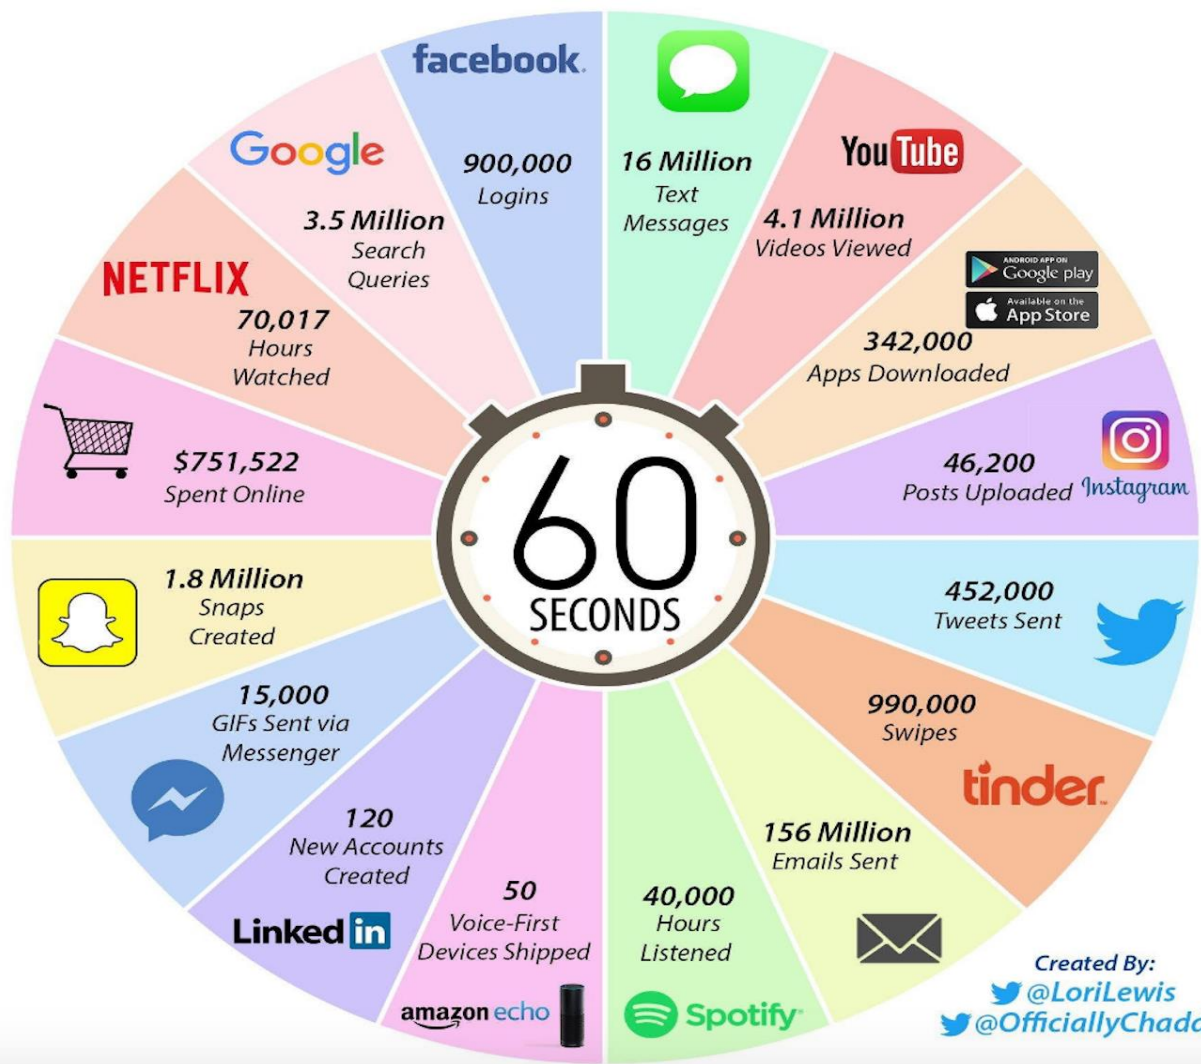 facebook
900,000
Logins
16 Million
Text
Messages
You Tube
4.1 Million
Videos Viewed
ANDROID APP ON
Google play
Available on the
App Store
342,000
Apps Downloaded
46,200
Posts Uploaded
Instagram
452,000
Tweets Sent
990,000
Swipes
tinder
156 Million
Emails Sent
40,000
Hours
Listened
Spotify
50
Voice-First
Devices Shipped
amazon echo
120
New Accounts
Created
Linked in
15,000
GIFs Sent via
Messenger
1.8 Million
Snaps
Created
$751,522
Spent Online
NETFLIX
70,017
Hours
Watched
Google
3.5 Million
Search
Queries
60
SECONDS
Created By:
@LoriLewis
@OfficiallyChadd